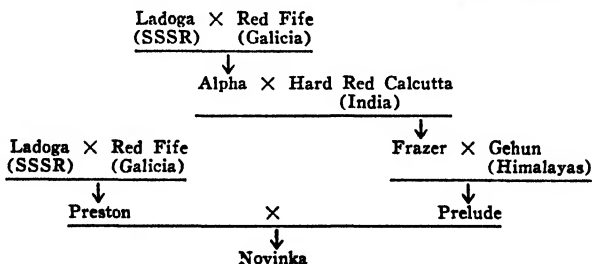 Ladoga × Red Fife
(SSSR) (Galicia)
Alpha × Hard Red Calcutta
(India)
Ladoga × Red Fife Frazer × Gehun
(SSSR) (Galicia) (Himalayas)
Preston × Prelude
Novinka